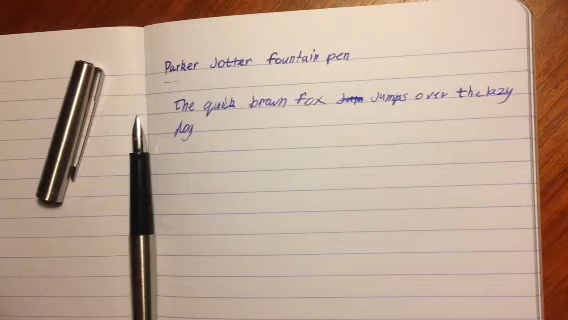 Parker Jotter fountain pen
The quick brown fox jumps over the lazy
dog